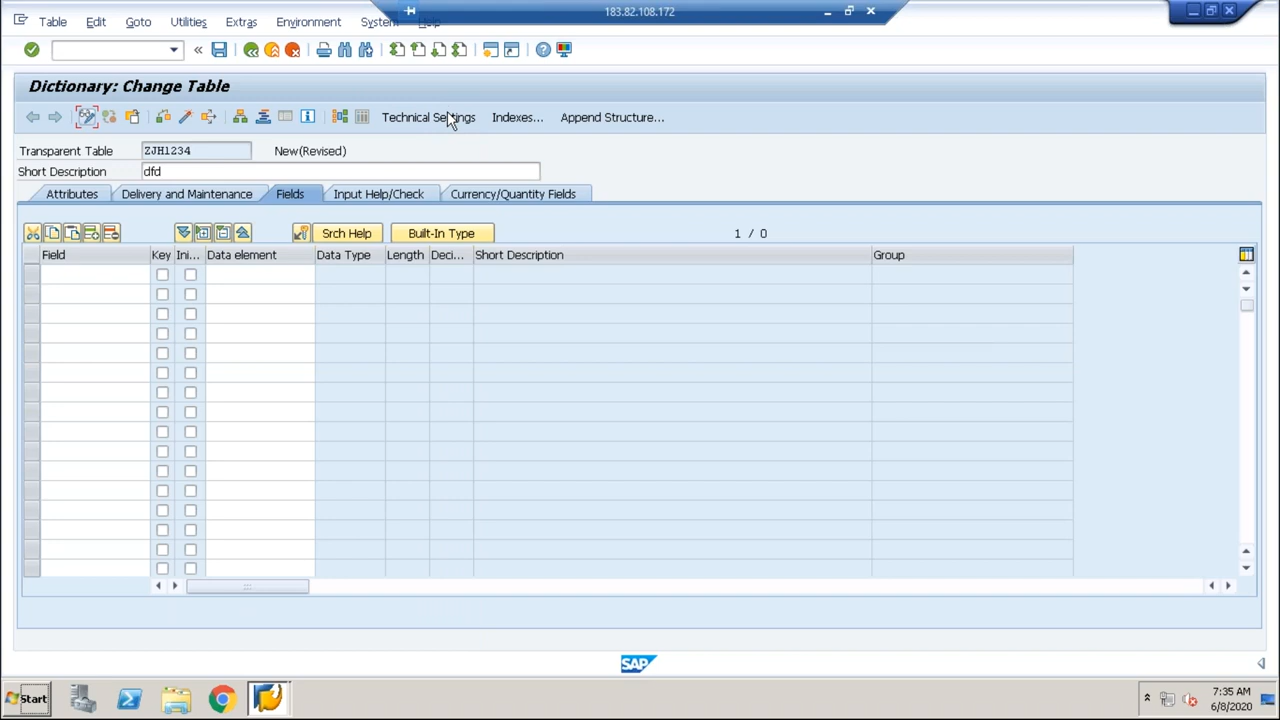 183.82.108.172
Table Edit Goto Utilities Extras Environment System Help
Dictionary: Change Table
Technical Settings Indexes... Append Structure...
Transparent Table ZJH1234 New(Revised)
Short Description dfd
Attributes Delivery and Maintenance Fields Input Help/Check Currency/Quantity Fields
Srch Help Built-In Type 1 / 0
Field Key Ini... Data element Data Type Length Deci... Short Description Group
SAP
Start
7:35 AM
6/8/2020